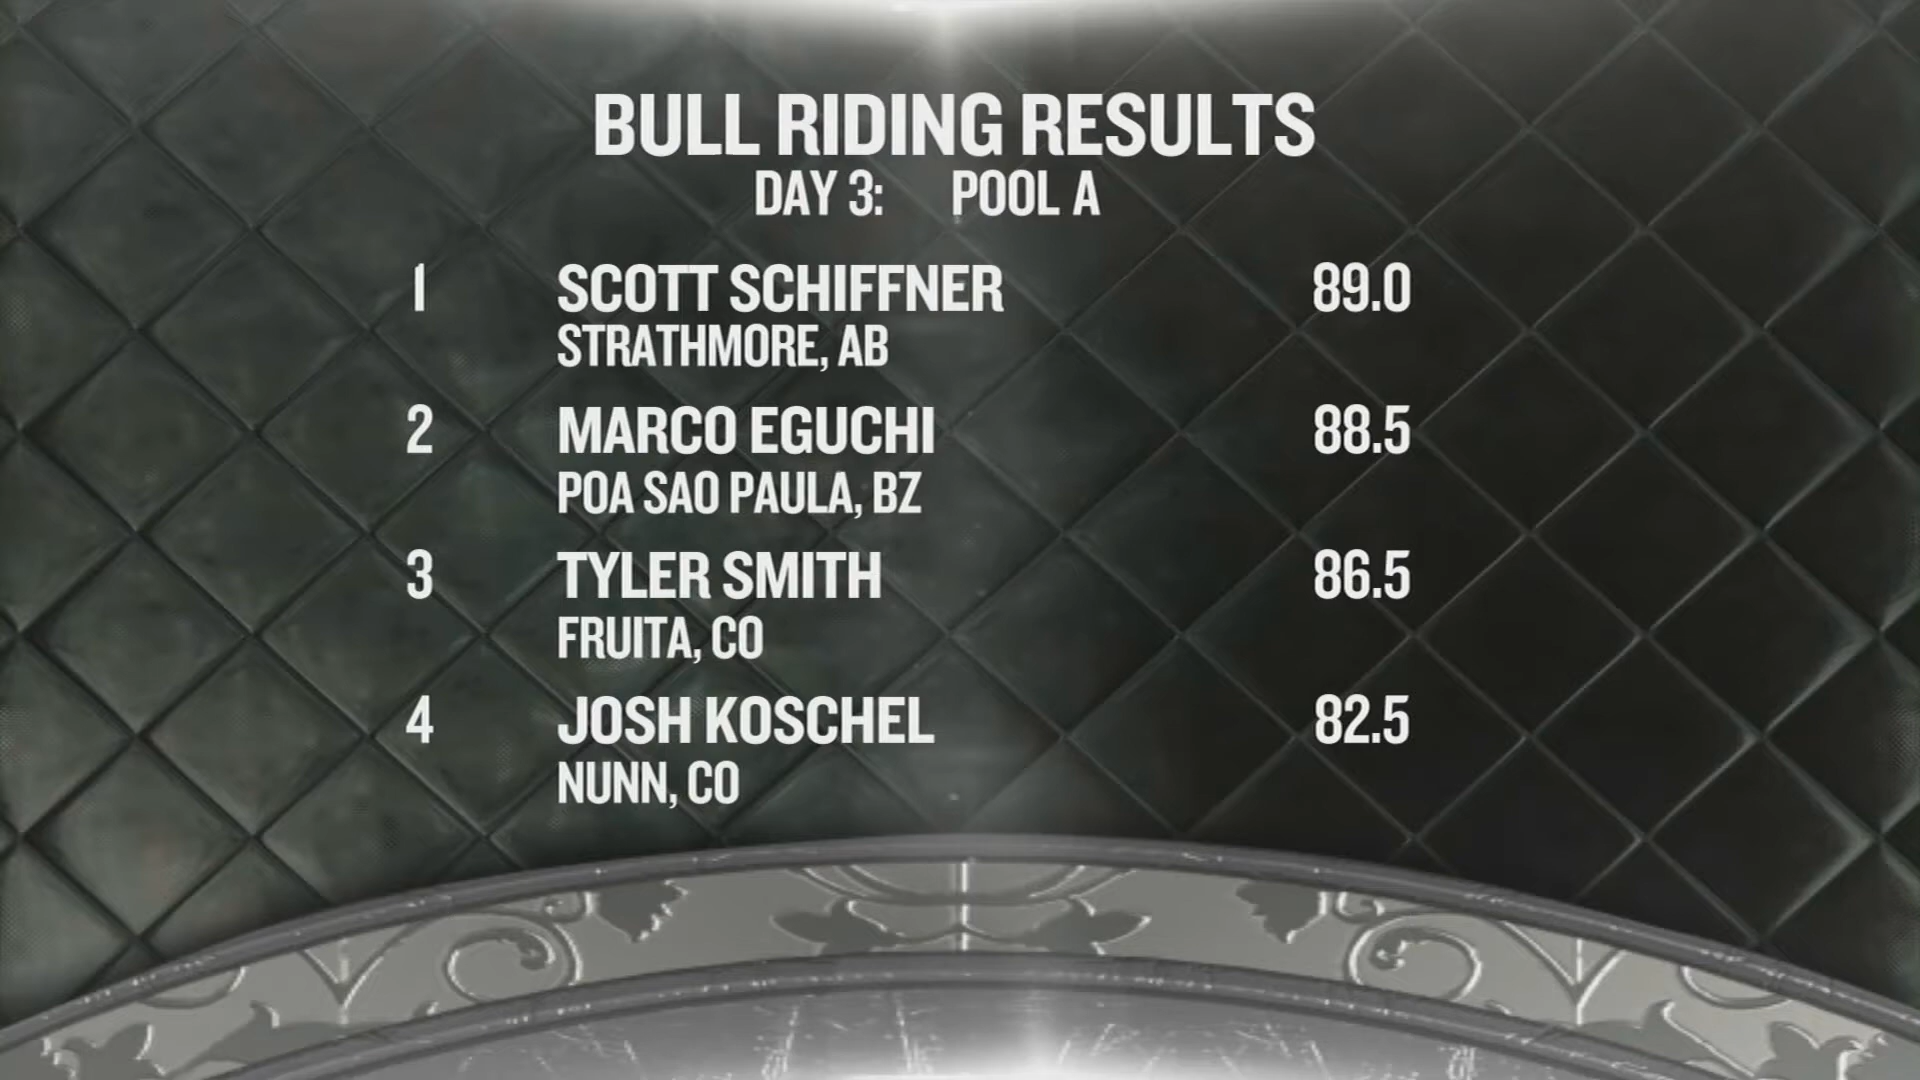 BULL RIDING RESULTS
DAY 3: POOL A
1 SCOTT SCHIFFNER 89.0
STRATHMORE, AB
2 MARCO EGUCHI 88.5
POA SAO PAULA, BZ
3 TYLER SMITH 86.5
FRUITA, CO
4 JOSH KOSCHEL 82.5
NUNN, CO